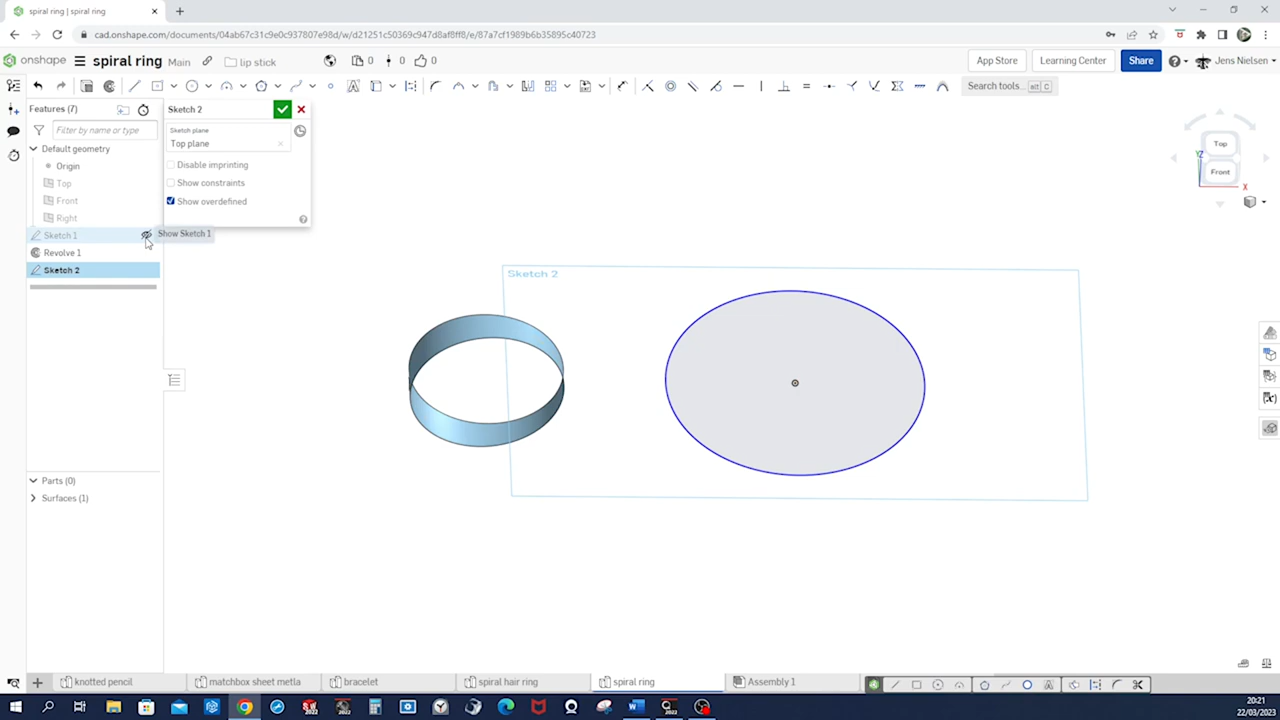 spiral ring | spiral ring
cad.onshape.com/documents/04ab67c31c9e0c937807e98d/w/d21251c50369c947d8af8ff8/e/87a7cf1989b6b35895c40723
onshape
spiral ring
Main
lip stick
0
0
0
App Store
Learning Center
Share
Jens Nielsen
Search tools...
alt C
Features (7)
Filter by name or type
Default geometry
Origin
Top
Front
Right
Sketch 1
Revolve 1
Sketch 2
Sketch 2
Sketch plane
Top plane
Disable imprinting
Show constraints
Show overdefined
Show Sketch 1
Sketch 2
Z
Top
Front
X
Parts (0)
Surfaces (1)
knotted pencil
matchbox sheet metla
bracelet
spiral hair ring
spiral ring
Assembly 1
20:21
22/03/2023